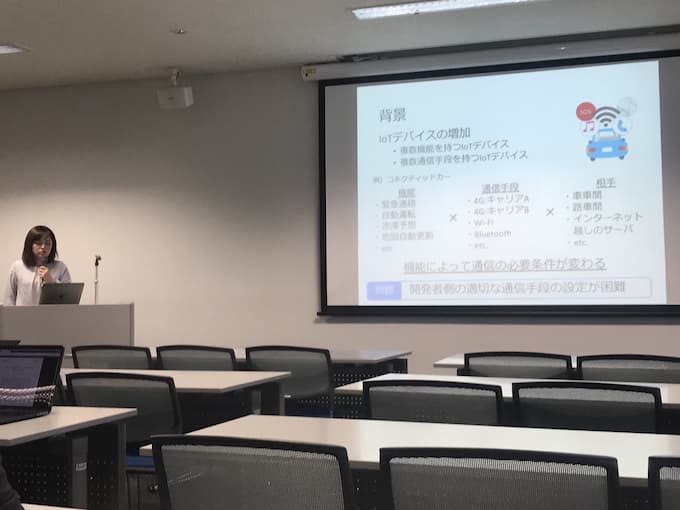 背景
IoTデバイスの増加
• 複数機能を持つIoTデバイス
• 複数通信手段を持つIoTデバイス
例）コネクティッドカー
機能
• 緊急連絡
• 自動運転
• 渋滞予想
• 地図自動更新
• etc
×
通信手段
• 4G:キャリアA
• 4G:キャリアB
• Wi-Fi
• Bluetooth
• etc.
×
相手
• 車車間
• 路車間
• インターネット
越しのサーバ
• etc
SOS
機能によって通信の必要条件が変わる
開発者側の適切な通信手段の設定が困難